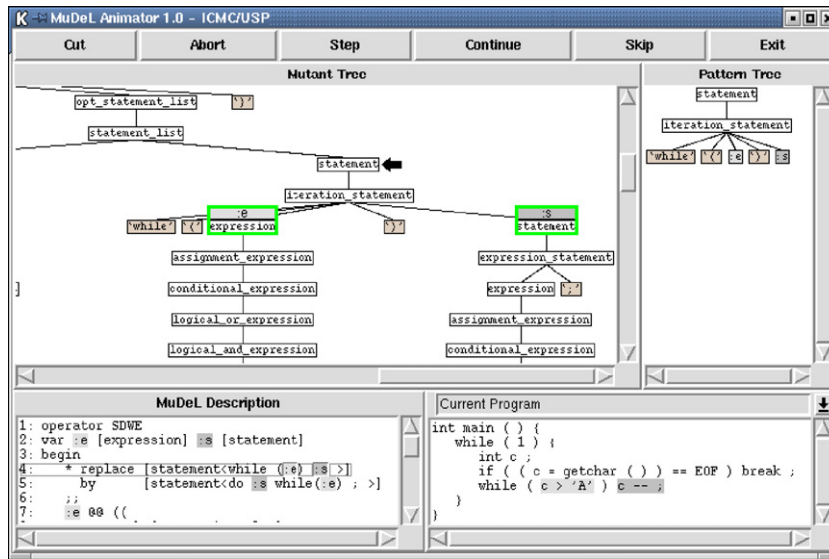 MuDeL Animator 1.0 - ICMC/USP
Cut Abort Step Continue Skip Exit
Mutant Tree Pattern Tree
opt_statement_list ')' statement
statement_list iteration_statement
statement 'while' '(' :e ')' :s
iteration_statement
:e :s
'while' '(' expression ')' statement
assignment_expression expression_statement
conditional_expression expression ';'
logical_or_expression assignment_expression
logical_and_expression conditional_expression
MuDeL Description
1: operator SDWE
2: var :e [expression] :s [statement]
3: begin
4: * replace [statement<while (:e) :s >]
5: by [statement<do :s while(:e) ; >]
6: ;;
7: :e @@ ((
Current Program
int main ( ) {
while ( 1 ) {
int c ;
if ( ( c = getchar ( ) ) == EOF ) break ;
while ( c > 'A' ) c -- ;
}
}